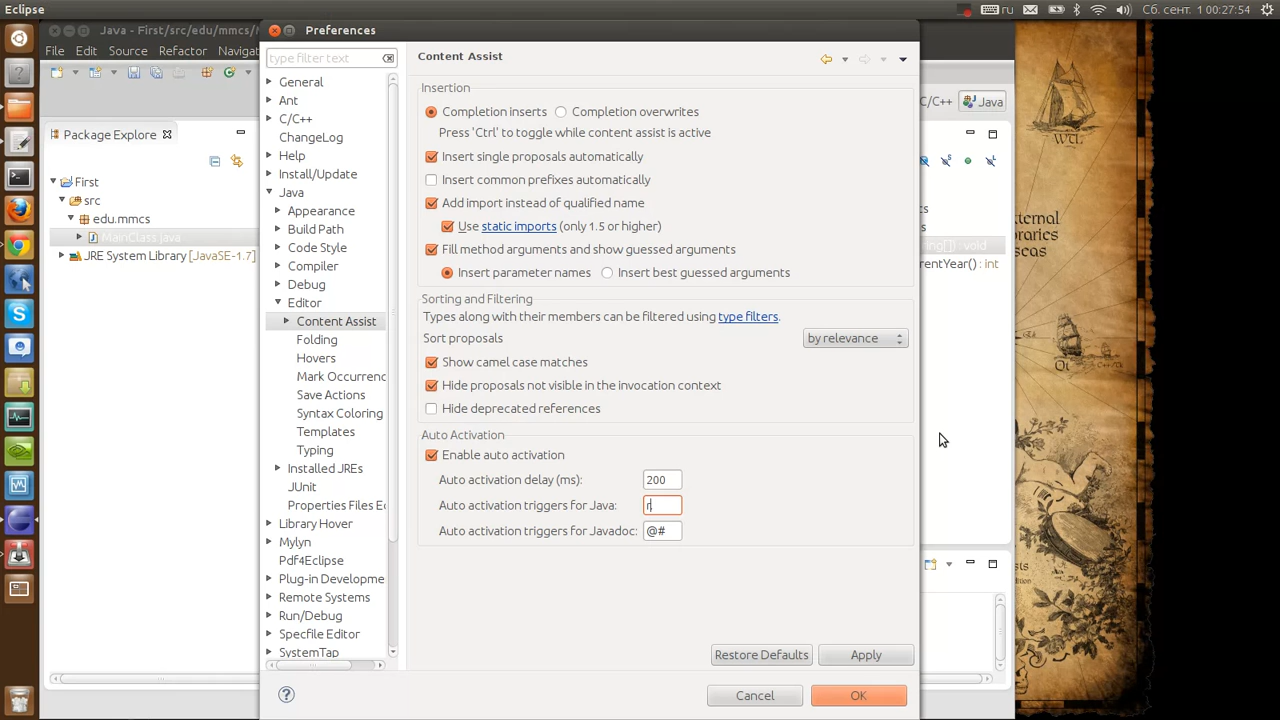 Eclipse
ru
Сб. сент. 1 00:27:54
Java - First/src/edu/mmcs/
Preferences
File Edit Source Refactor Navigat
C/C++ Java
Package Explore
First
src
edu.mmcs
MainClass.java
JRE System Library [JavaSE-1.7]
type filter text
General
Ant
C/C++
ChangeLog
Help
Install/Update
Java
Appearance
Build Path
Code Style
Compiler
Debug
Editor
Content Assist
Folding
Hovers
Mark Occurrenc
Save Actions
Syntax Coloring
Templates
Typing
Installed JREs
JUnit
Properties Files Ec
Library Hover
Mylyn
Pdf4Eclipse
Plug-in Developme
Remote Systems
Run/Debug
Specfile Editor
SystemTap
Content Assist
Insertion
Completion inserts Completion overwrites
Press 'Ctrl' to toggle while content assist is active
Insert single proposals automatically
Insert common prefixes automatically
Add import instead of qualified name
Use static imports (only 1.5 or higher)
Fill method arguments and show guessed arguments
Insert parameter names Insert best guessed arguments
Sorting and Filtering
Types along with their members can be filtered using type filters.
Sort proposals by relevance
Show camel case matches
Hide proposals not visible in the invocation context
Hide deprecated references
Auto Activation
Enable auto activation
Auto activation delay (ms): 200
Auto activation triggers for Java: r
Auto activation triggers for Javadoc: @#
Restore Defaults Apply
Cancel OK
ring[]) : void
rentYear() : int
WTL
xternal
oraries
seas
Qt